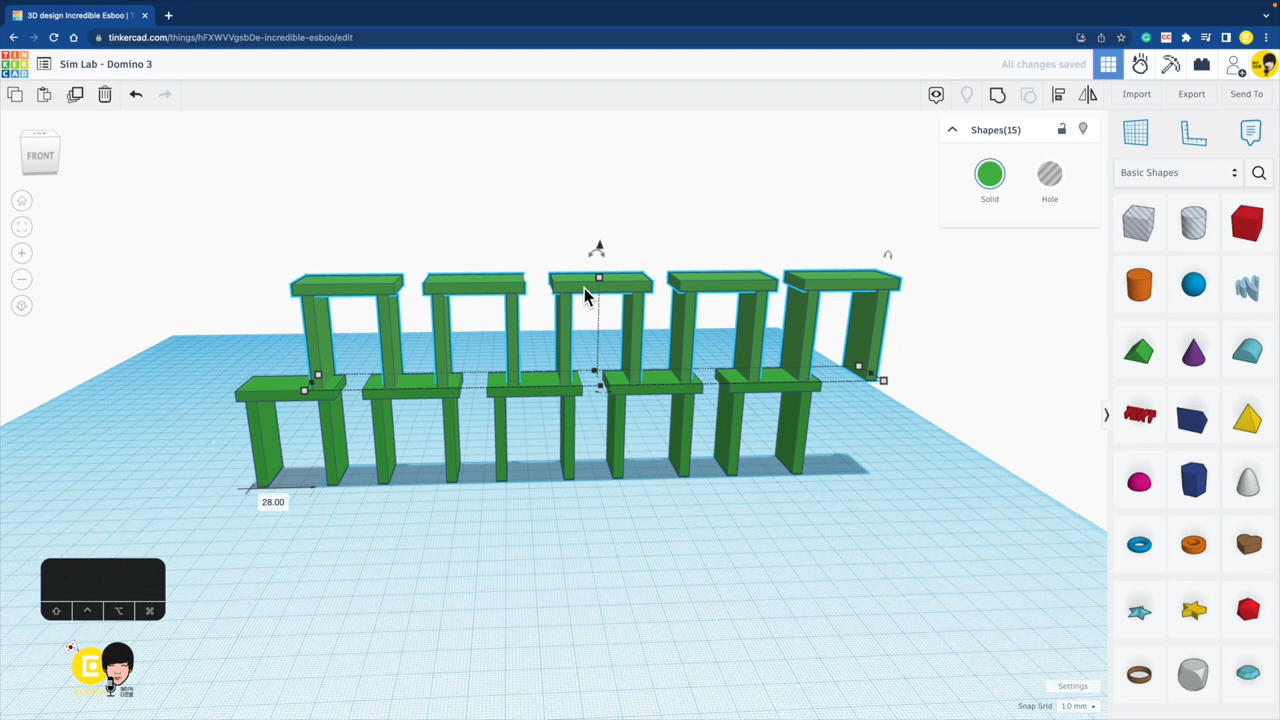 3D design Incredible Esboo | T
tinkercad.com/things/hFXWVVgsbDe-incredible-esboo/edit
TIN
KER
CAD
Sim Lab - Domino 3
All changes saved
Import
Export
Send To
FRONT
Shapes(15)
Solid
Hole
Basic Shapes
28.00
Settings
Snap Grid
1.0 mm